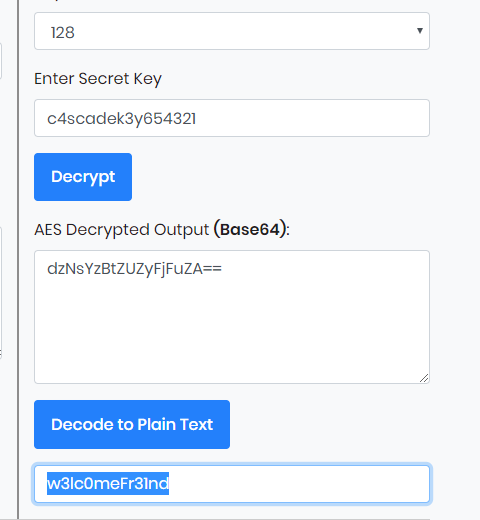 128
Enter Secret Key
c4scadek3y654321
Decrypt
AES Decrypted Output (Base64):
dzNsYzBtZUZyFjFuZA==
Decode to Plain Text
w3lc0meFr31nd